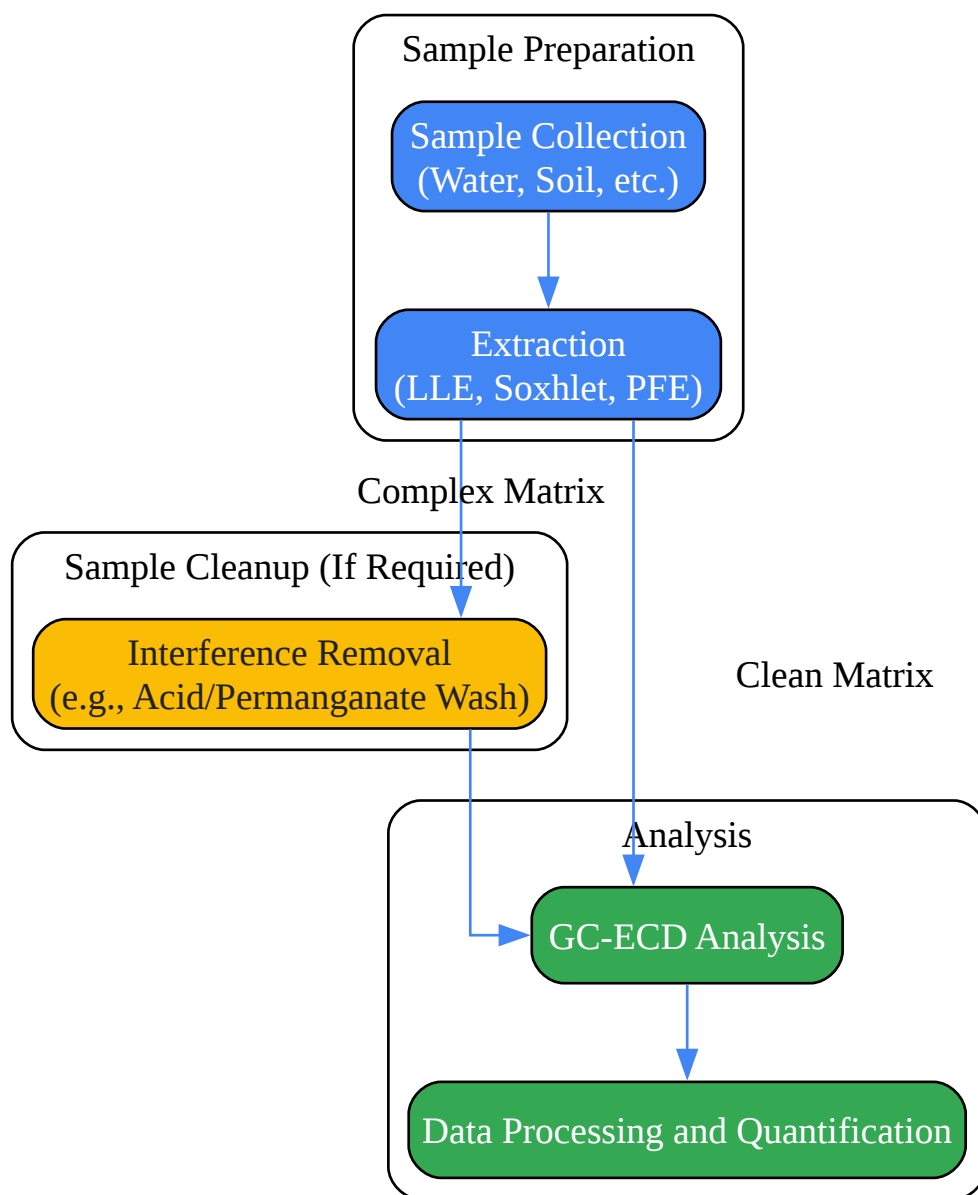 Sample Preparation
Sample Collection
(Water, Soil, etc.)
Extraction
(LLE, Soxhlet, PFE)
Complex Matrix
Sample Cleanup (If Required)
Interference Removal
(e.g., Acid/Permanganate Wash)
Clean Matrix
Analysis
GC-ECD Analysis
Data Processing and Quantification